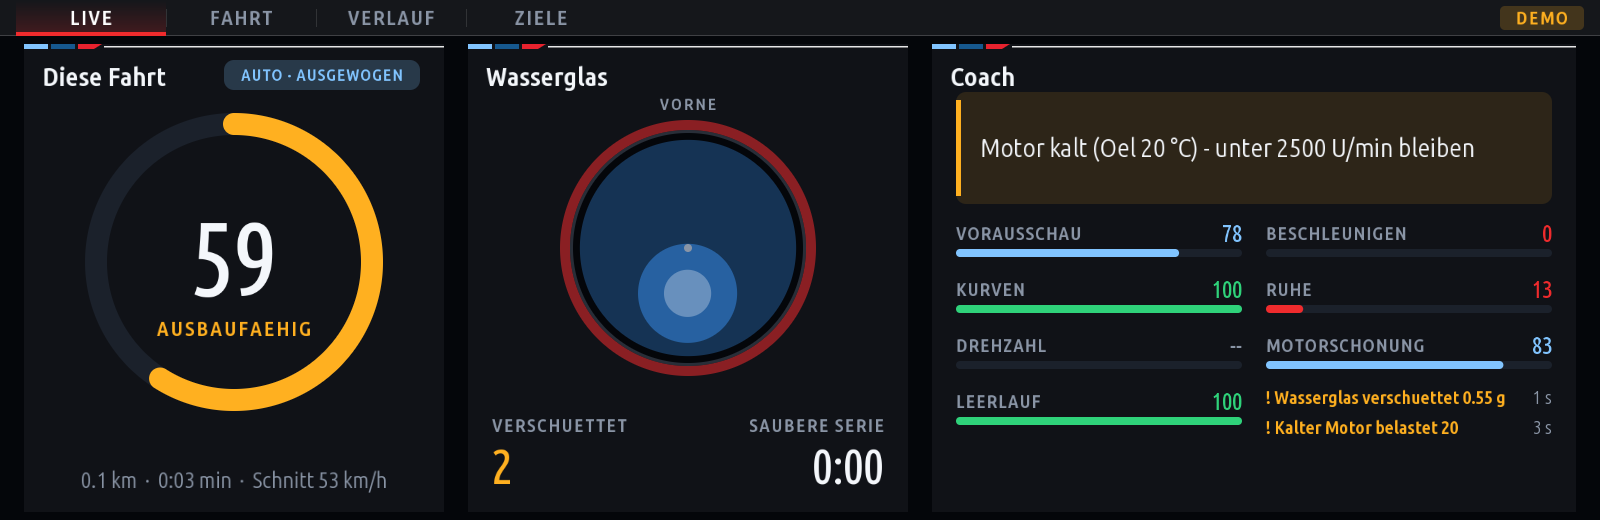 LIVE FAHRT VERLAUF ZIELE DEMO
Diese Fahrt AUTO · AUSGEWOGEN
59
AUSBAUFAEHIG
0.1 km · 0:03 min · Schnitt 53 km/h
Wasserglas
VORNE
VERSCHUETTET SAUBERE SERIE
2 0:00
Coach
Motor kalt (Oel 20 °C) - unter 2500 U/min bleiben
VORAUSSCHAU 78 BESCHLEUNIGEN 0
KURVEN 100 RUHE 13
DREHZAHL -- MOTORSCHONUNG 83
LEERLAUF 100
! Wasserglas verschuettet 0.55 g 1 s
! Kalter Motor belastet 20 3 s